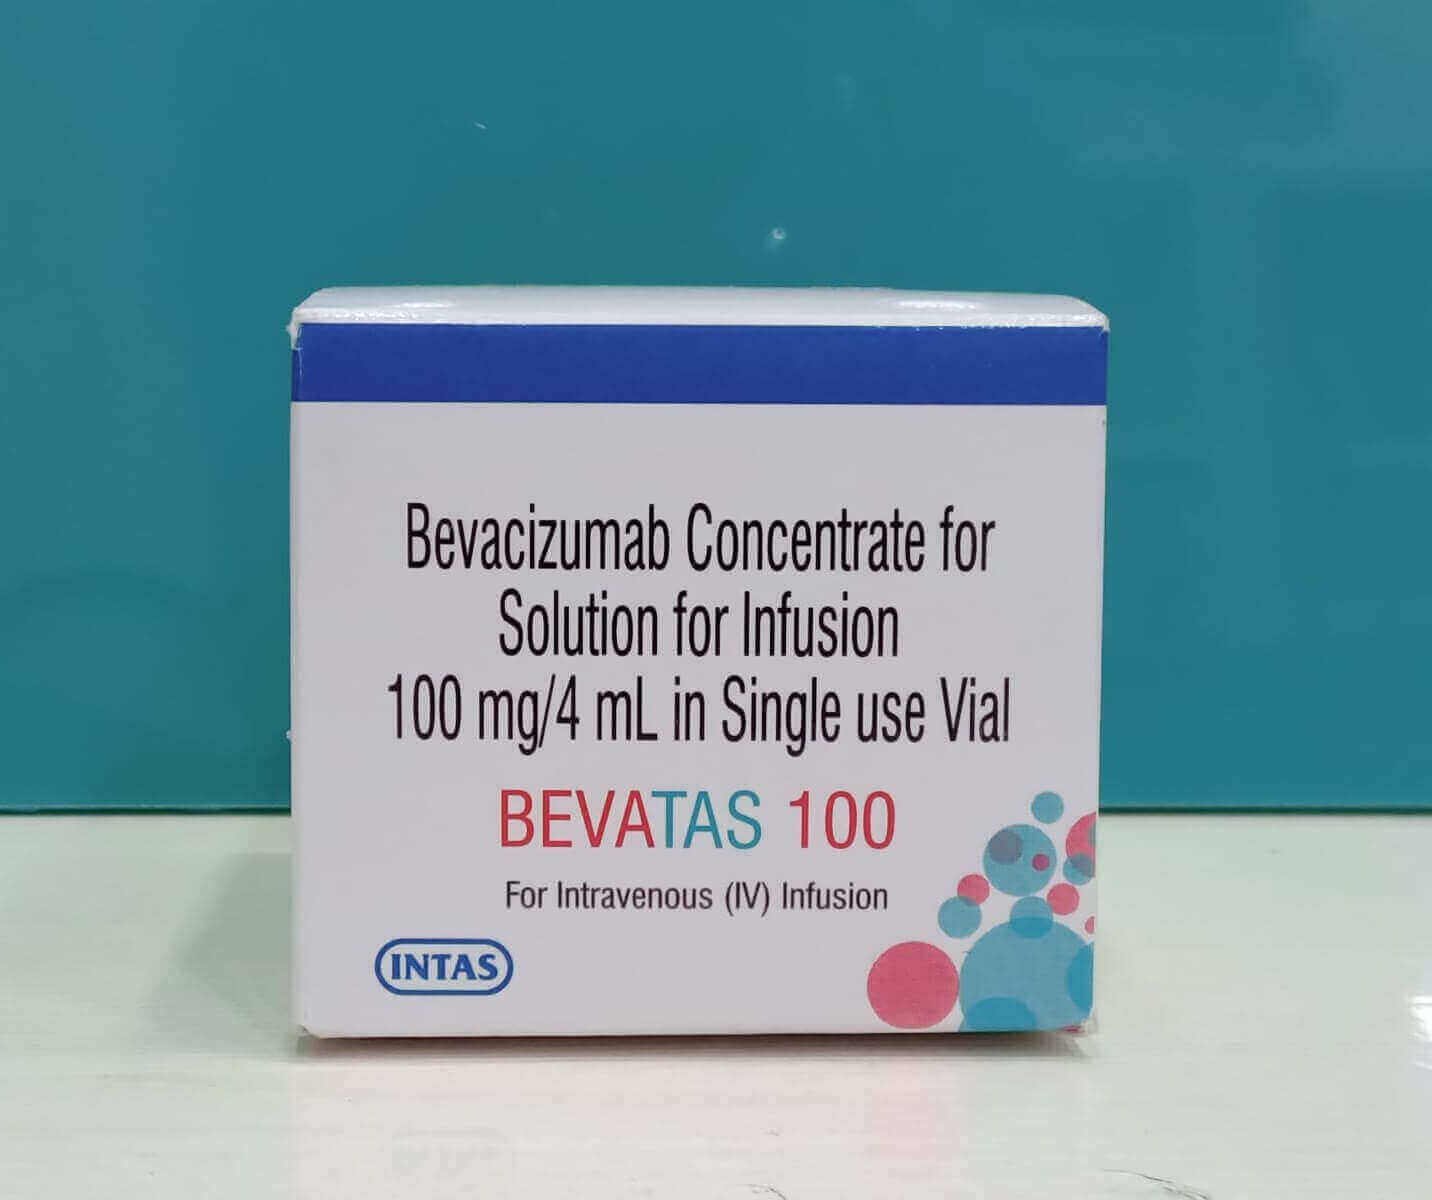 Bevacizumab Concentrate for
Solution for Infusion
100 mg/4 mL in Single use Vial
BEVATAS 100
For Intravenous (IV) Infusion
INTAS